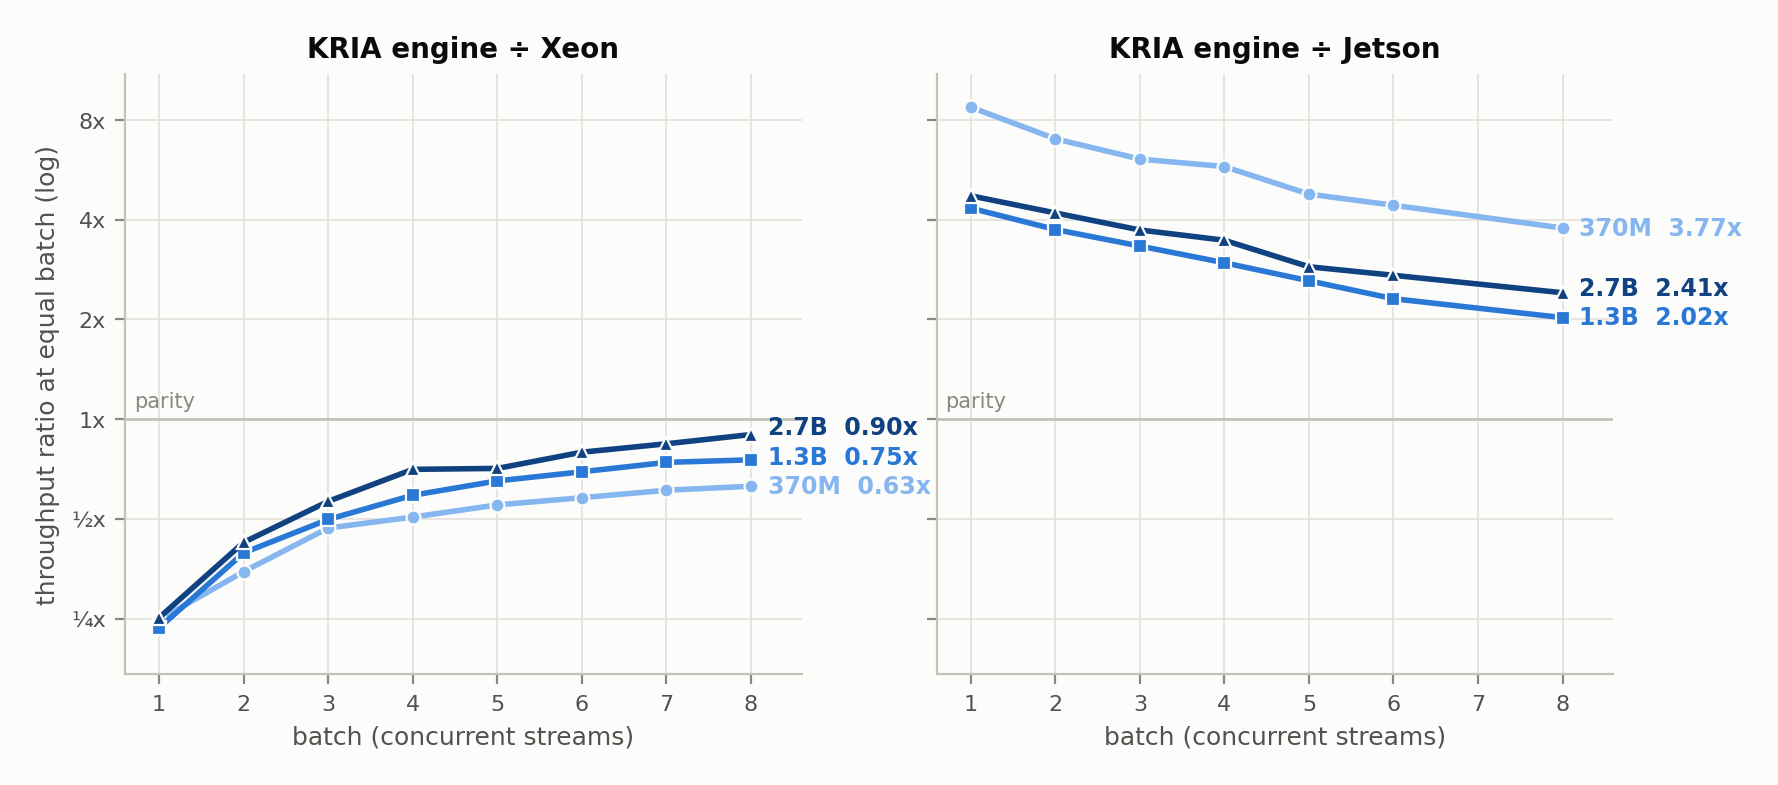 KRIA engine ÷ Xeon
throughput ratio at equal batch (log)
8x
4x
2x
1x
½x
¼x
parity
2.7B 0.90x
1.3B 0.75x
370M 0.63x
1 2 3 4 5 6 7 8
batch (concurrent streams)
KRIA engine ÷ Jetson
parity
370M 3.77x
2.7B 2.41x
1.3B 2.02x
1 2 3 4 5 6 7 8
batch (concurrent streams)